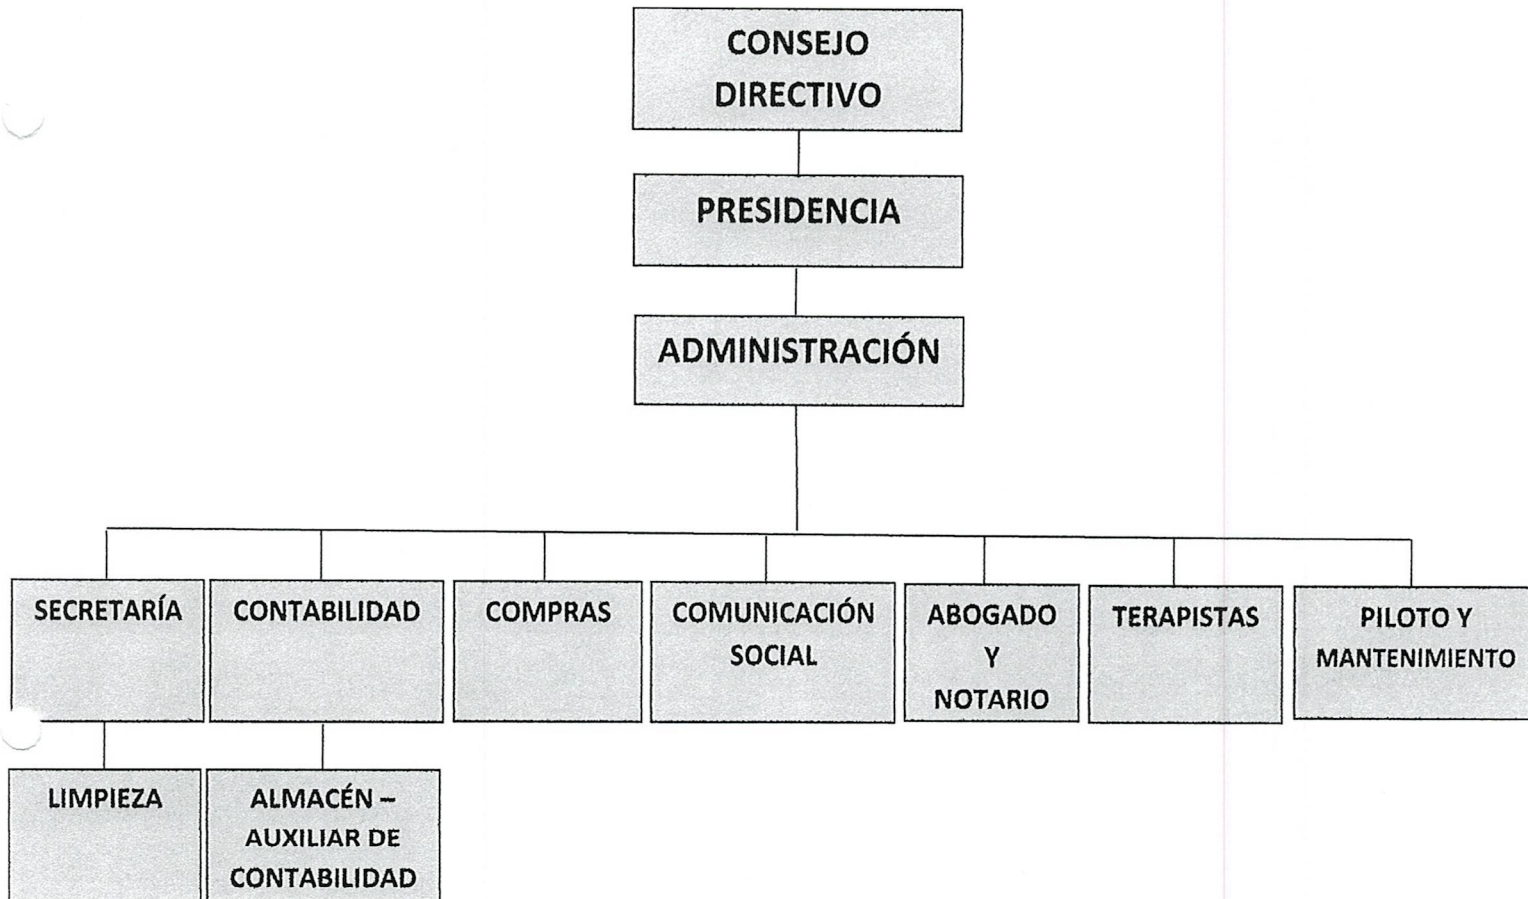 CONSEJO
DIRECTIVO
PRESIDENCIA
ADMINISTRACIÓN
SECRETARÍA
CONTABILIDAD
COMPRAS
COMUNICACIÓN
SOCIAL
ABOGADO
Y
NOTARIO
TERAPISTAS
PILOTO Y
MANTENIMIENTO
LIMPIEZA
ALMACÉN –
AUXILIAR DE
CONTABILIDAD